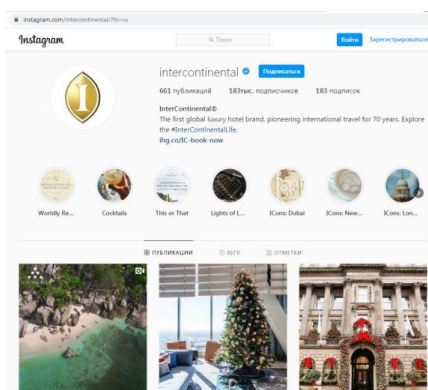 instagram.com/intercontinental/?hl=ru
Instagram
Поиск
Войти
Зарегистрироваться
intercontinental
Подписаться
661 публикаций 183тыс. подписчиков 183 подписок
InterContinental®
The first global luxury hotel brand, pioneering international travel for 70 years. Explore
the #InterContinentalLife.
ihg.co/IC-book-now
Worldly Re... Cocktails This or That Lights of L... ICons: Dubai ICons: New... ICons: Lon...
ПУБЛИКАЦИИ IGTV ОТМЕТКИ